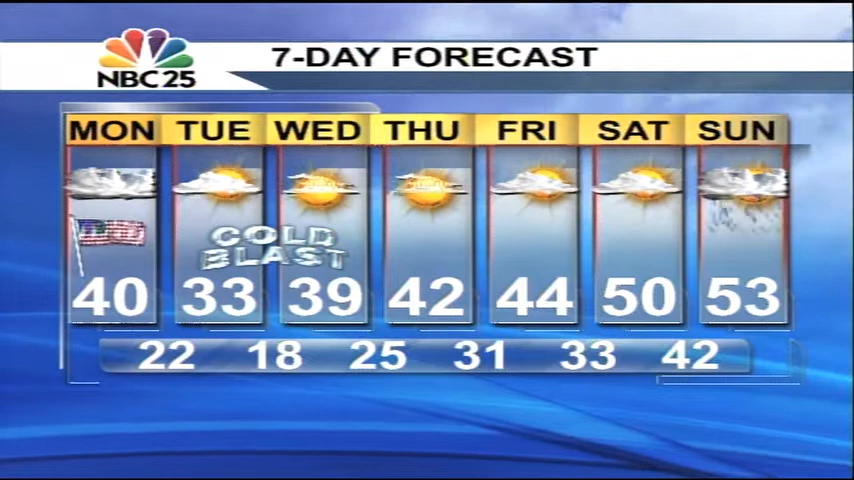 7-DAY FORECAST
NBC 25
MON TUE WED THU FRI SAT SUN
COLD
BLAST
40 33 39 42 44 50 53
22 18 25 31 33 42